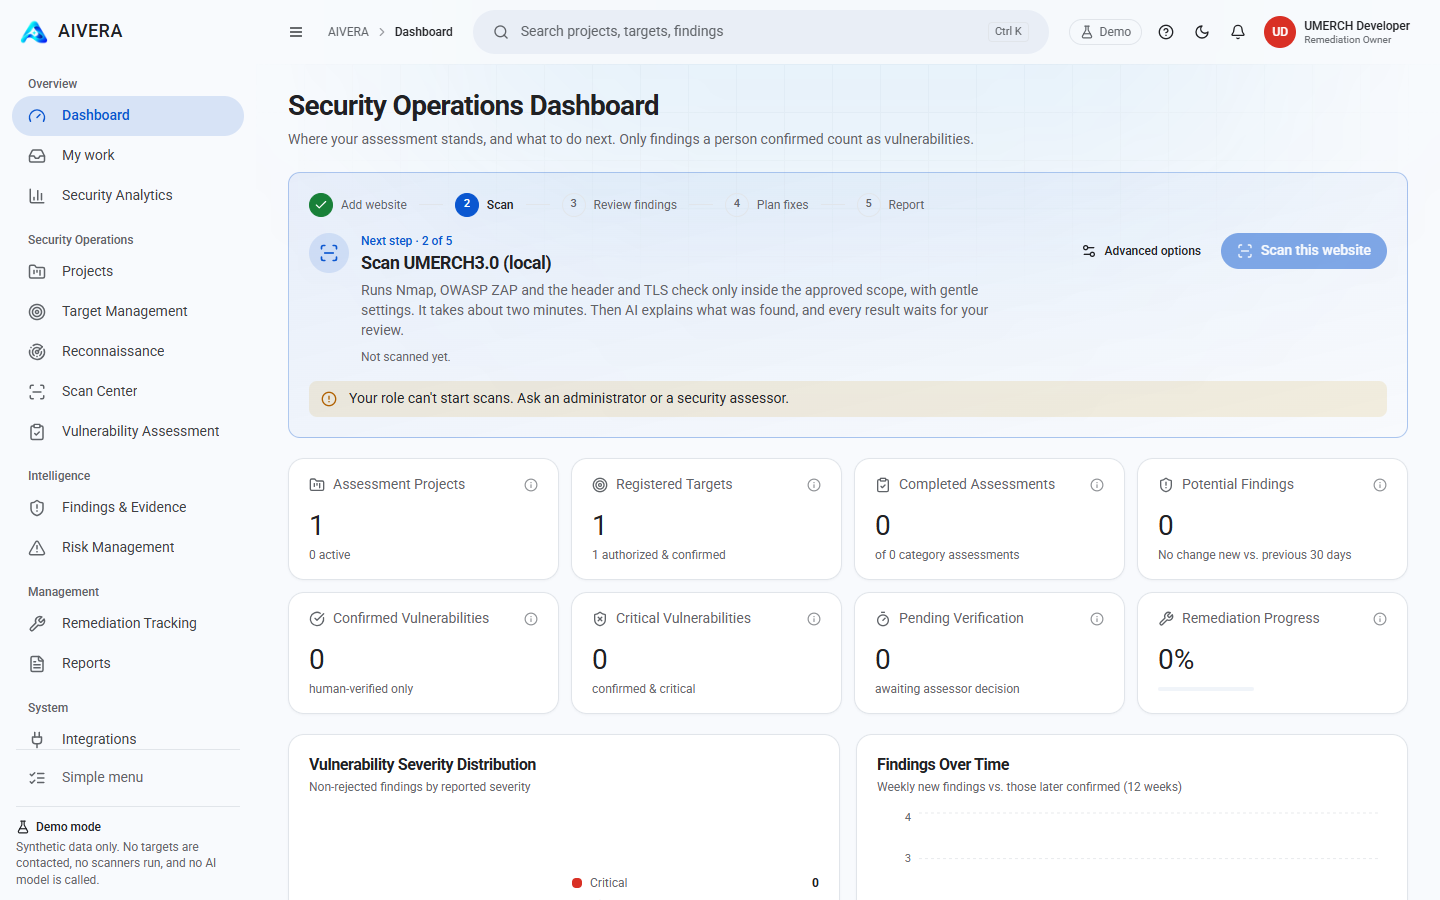 AIVERA
AIVERA > Dashboard
Search projects, targets, findings
Ctrl K
Demo
UD
UMERCH Developer
Remediation Owner
Overview
Dashboard
My work
Security Analytics
Security Operations
Projects
Target Management
Reconnaissance
Scan Center
Vulnerability Assessment
Intelligence
Findings & Evidence
Risk Management
Management
Remediation Tracking
Reports
System
Integrations
Simple menu
Demo mode
Synthetic data only. No targets are
contacted, no scanners run, and no AI
model is called.
Security Operations Dashboard
Where your assessment stands, and what to do next. Only findings a person confirmed count as vulnerabilities.
Add website
2 Scan
3 Review findings
4 Plan fixes
5 Report
Next step · 2 of 5
Scan UMERCH3.0 (local)
Advanced options
Scan this website
Runs Nmap, OWASP ZAP and the header and TLS check only inside the approved scope, with gentle
settings. It takes about two minutes. Then AI explains what was found, and every result waits for your
review.
Not scanned yet.
Your role can't start scans. Ask an administrator or a security assessor.
Assessment Projects
1
0 active
Registered Targets
1
1 authorized & confirmed
Completed Assessments
0
of 0 category assessments
Potential Findings
0
No change new vs. previous 30 days
Confirmed Vulnerabilities
0
human-verified only
Critical Vulnerabilities
0
confirmed & critical
Pending Verification
0
awaiting assessor decision
Remediation Progress
0%
Vulnerability Severity Distribution
Non-rejected findings by reported severity
Critical 0
Findings Over Time
Weekly new findings vs. those later confirmed (12 weeks)
4
3